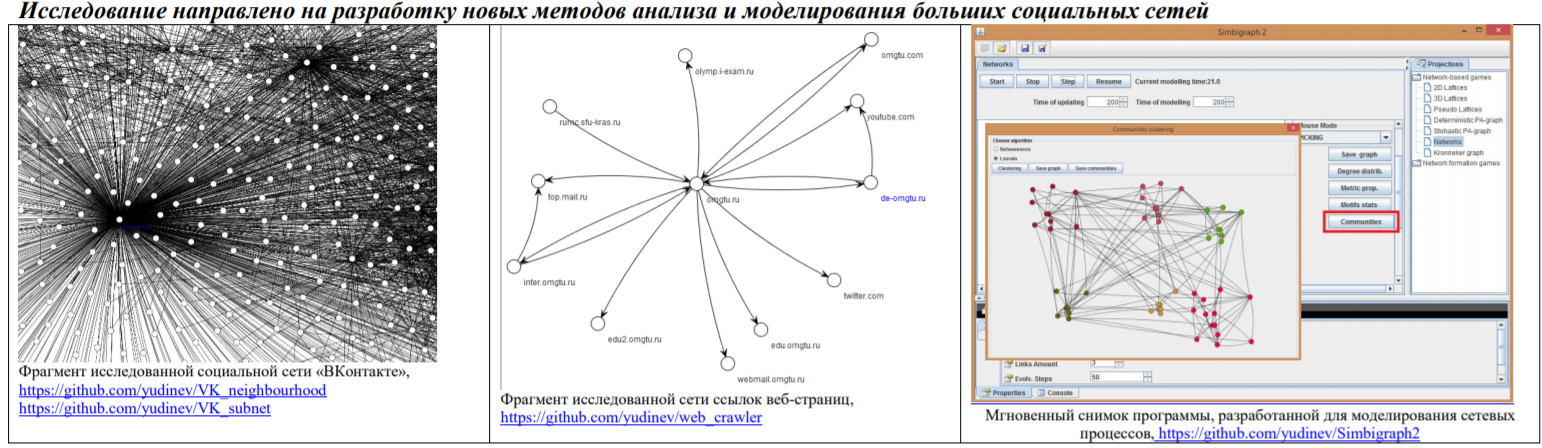 Исследование направлено на разработку новых методов анализа и моделирования больших социальных сетей
Фрагмент исследованной социальной сети «ВКонтакте»,
https://github.com/yudinev/VK_neighbourhood
https://github.com/yudinev/VK_subnet
omgtu.com
olymp.i-exam.ru
youtube.com
rumc.sfu-kras.ru
top.mail.ru
omgtu.ru
de-omgtu.ru
inter.omgtu.ru
twitter.com
edu2.omgtu.ru
edu.omgtu.ru
webmail.omgtu.ru
Фрагмент исследованной сети ссылок веб-страниц,
https://github.com/yudinev/web_crawler
Simbigraph 2
Networks
Start Stop Step Resume Current modelling time:21.0
Time of updating 200 Time of modelling 200
Communities clustering
Choose algorithm
Betweenness
Louvain
Clustering Save graph Save communities
Mouse Mode
PICKING
Save graph
Degree distrib.
Metric prop.
Motifs stats
Communities
Links Amount 3
Evolv. Steps 50
Properties Console
Projections
Network-based games
2D Lattices
3D Lattices
Pseudo Lattices
Deterministic PA-graph
Stohastic PA-graph
Networks
Kronneker graph
Network formation games
Мгновенный снимок программы, разработанной для моделирования сетевых
процессов, https://github.com/yudinev/Simbigraph2